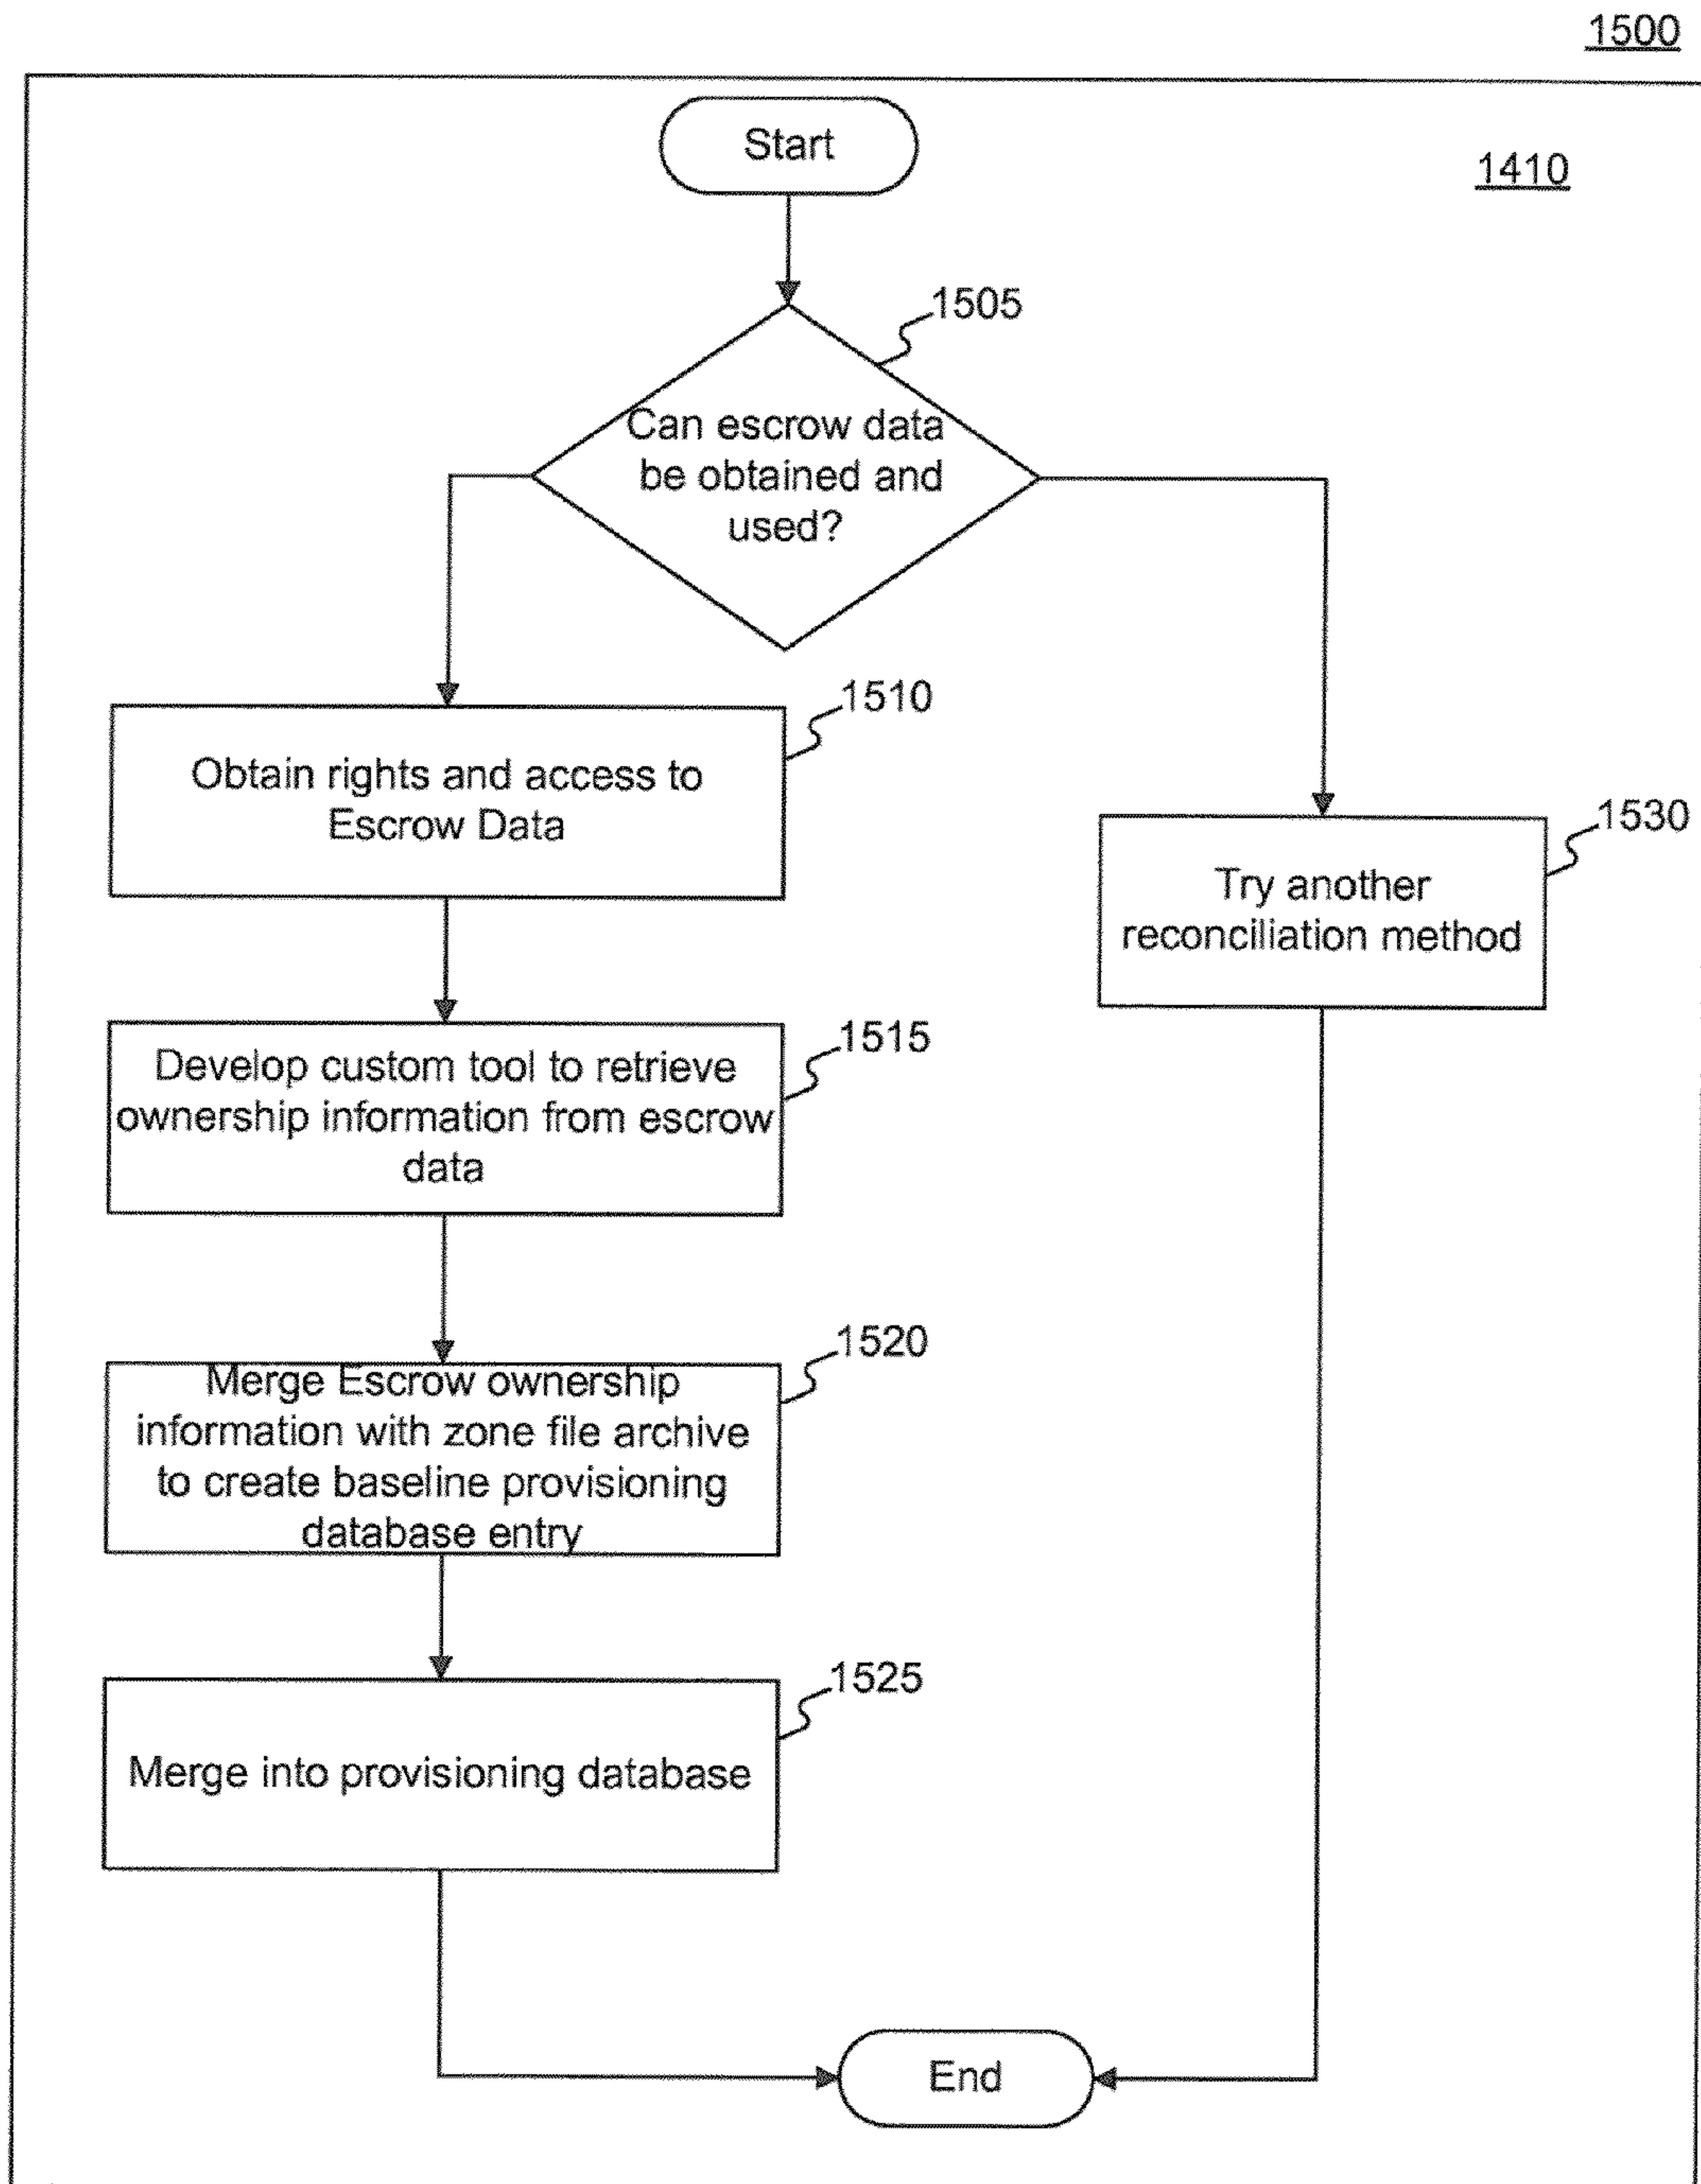 1500
Start
1410
1505
Can escrow data
be obtained and
used?
1510
Obtain rights and access to
Escrow Data
1530
Try another
reconciliation method
1515
Develop custom tool to retrieve
ownership information from escrow
data
1520
Merge Escrow ownership
information with zone file archive
to create baseline provisioning
database entry
1525
Merge into provisioning database
End